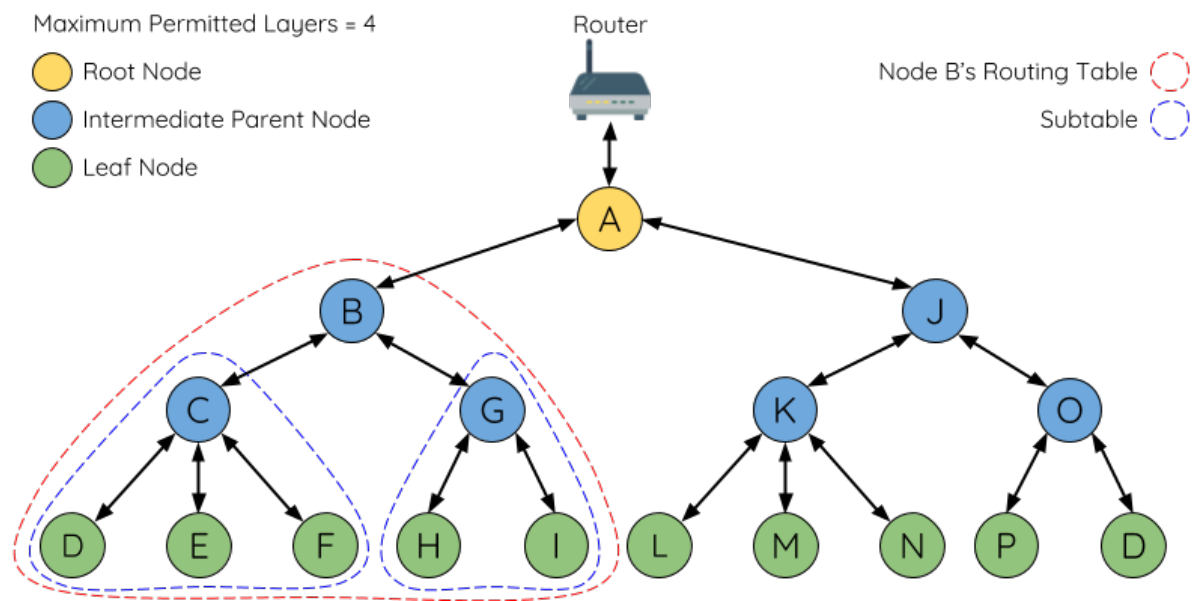 Maximum Permitted Layers = 4
Router
Root Node
Node B's Routing Table
Intermediate Parent Node
Subtable
Leaf Node
A
B
J
C
G
K
O
D
E
F
H
I
L
M
N
P
D